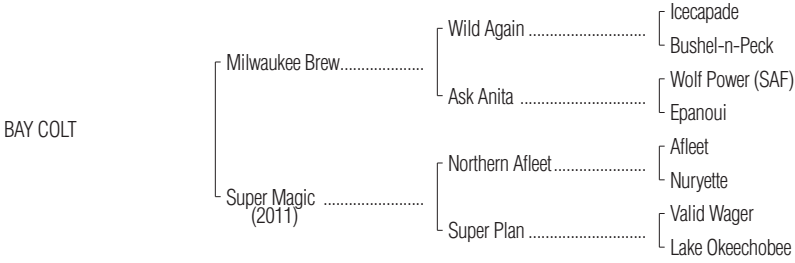 Icecapade
Wild Again ..............................
Bushel-n-Peck
Milwaukee Brew.....................
Wolf Power (SAF)
Ask Anita ................................
Epanoui
BAY COLT
Afleet
Northern Afleet........................
Nuryette
Super Magic .........................
(2011)
Valid Wager
Super Plan ..............................
Lake Okeechobee